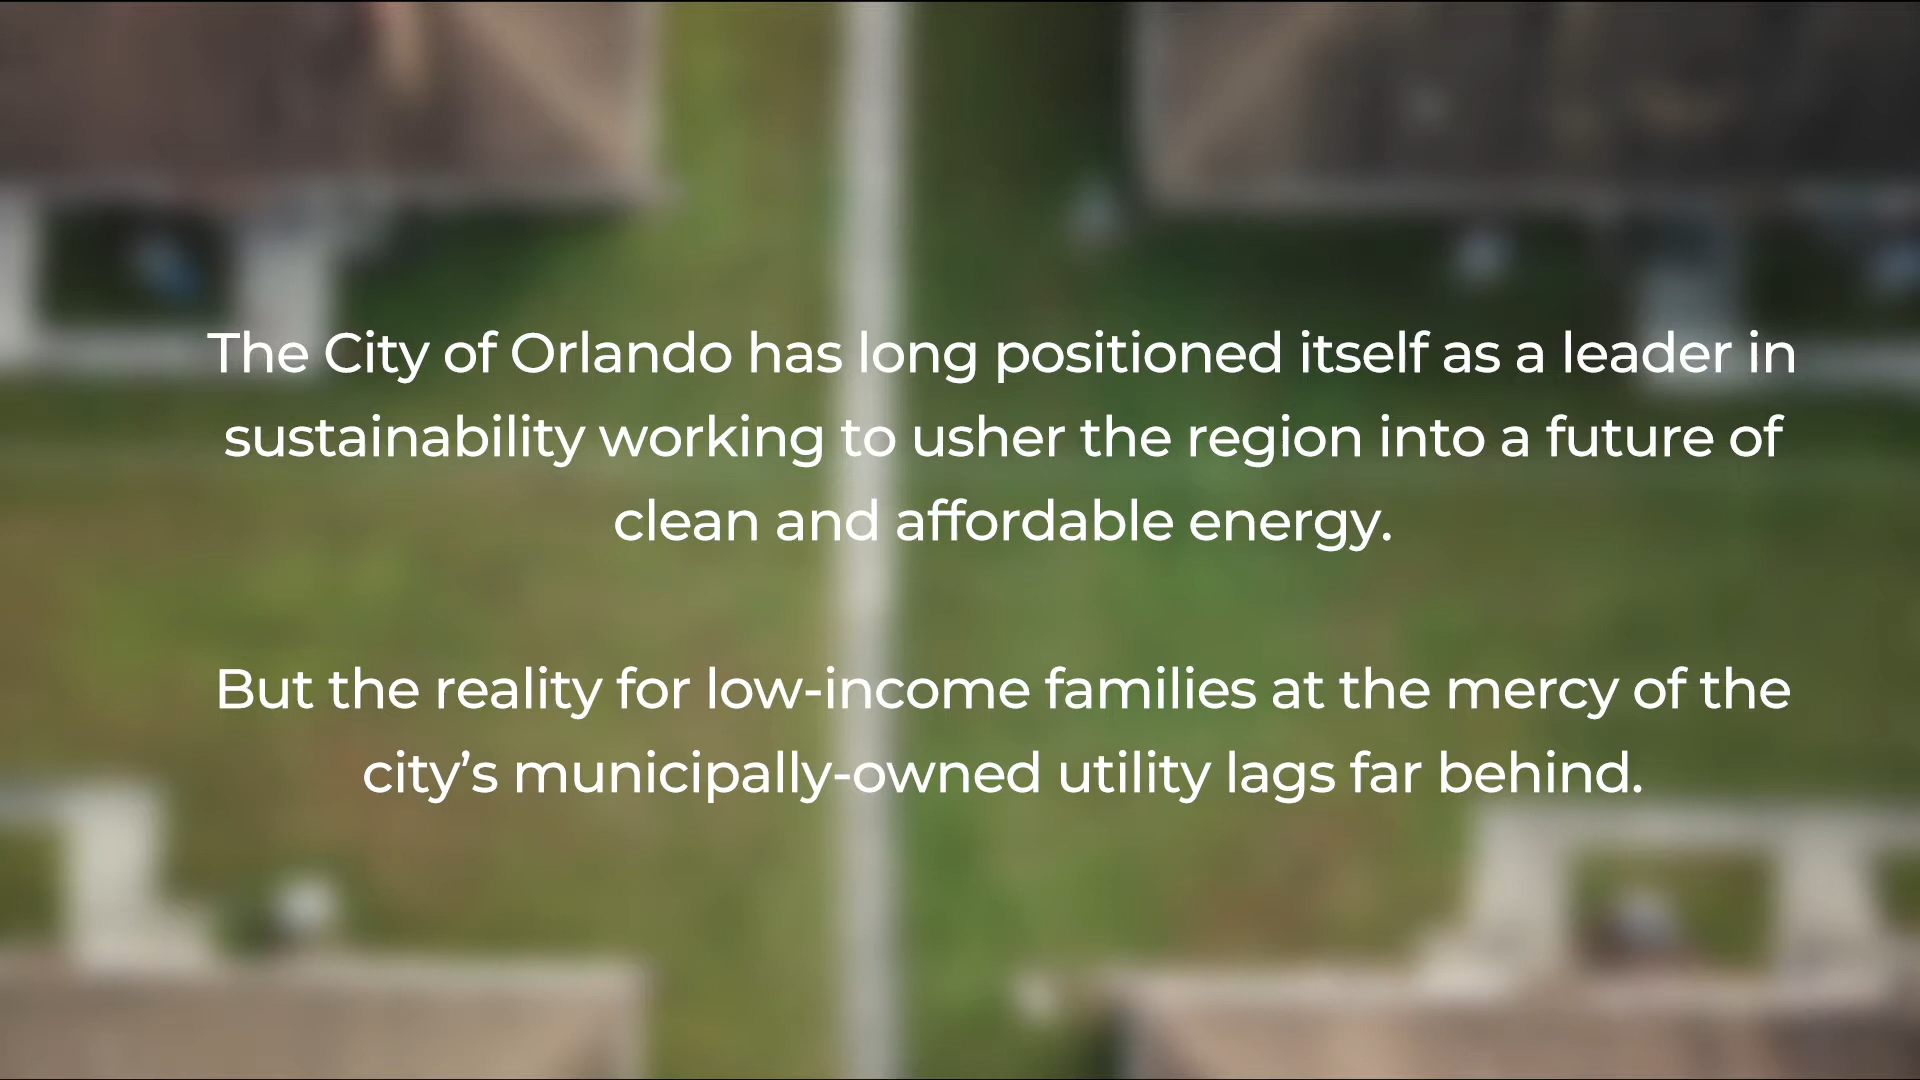 The City of Orlando has long positioned itself as a leader in
sustainability working to usher the region into a future of
clean and affordable energy.
But the reality for low-income families at the mercy of the
city’s municipally-owned utility lags far behind.